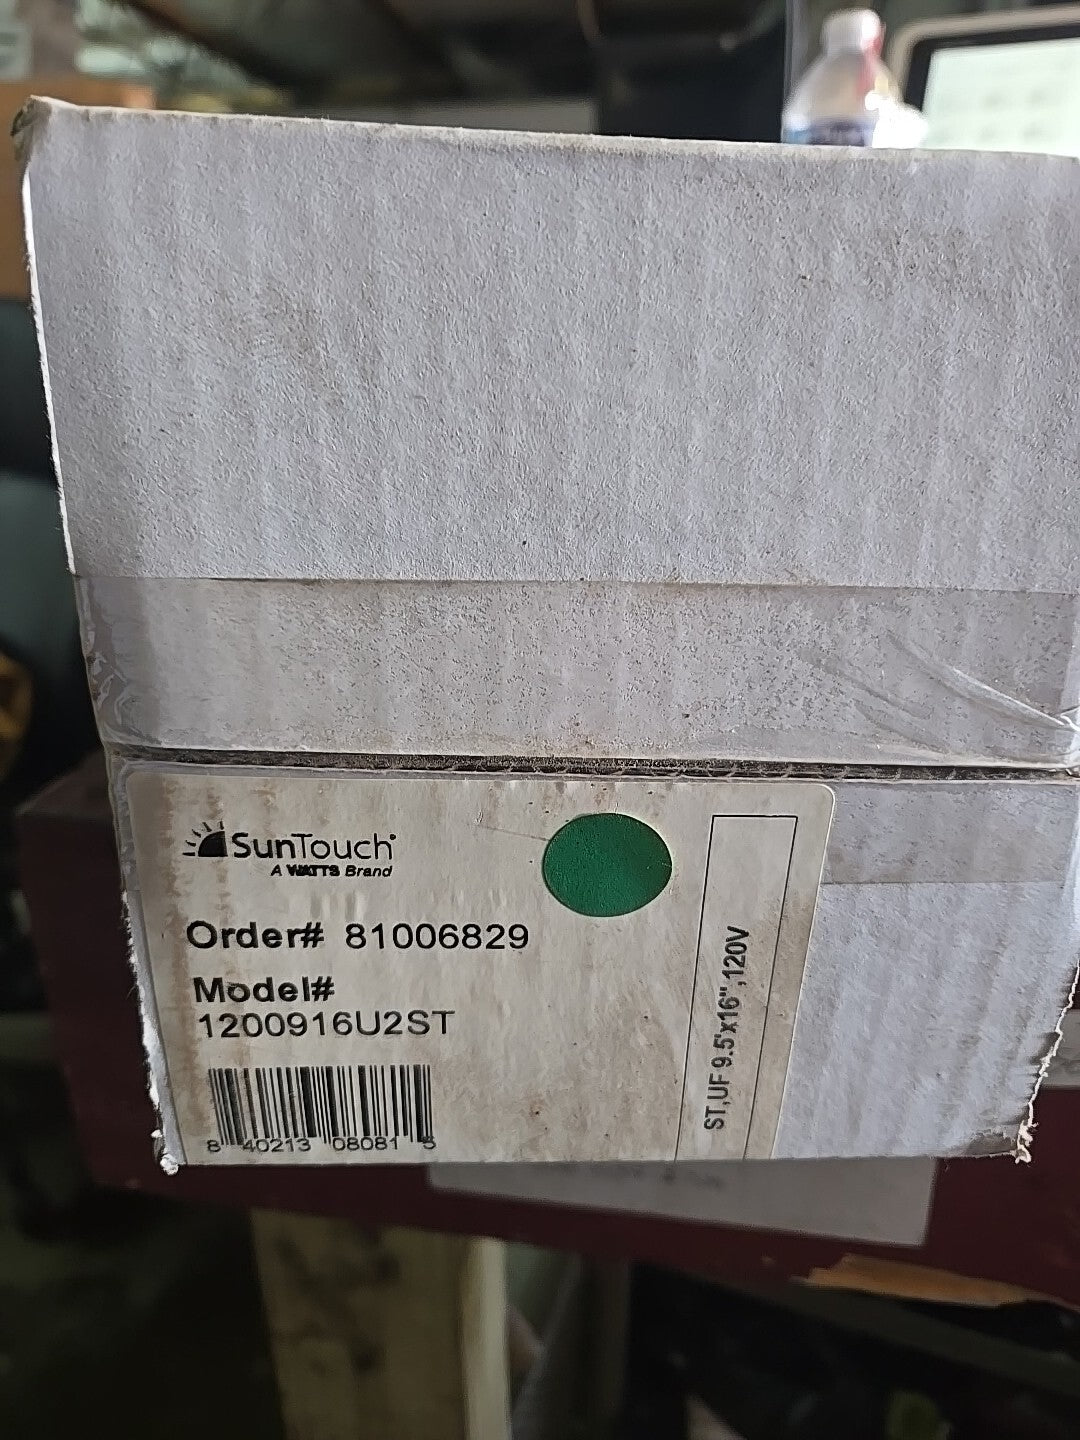 SunTouch
A WATTS Brand
Order# 81006829
Model#
1200916U2ST
8 40213 08081 5
ST,UF 9.5'x16",120V